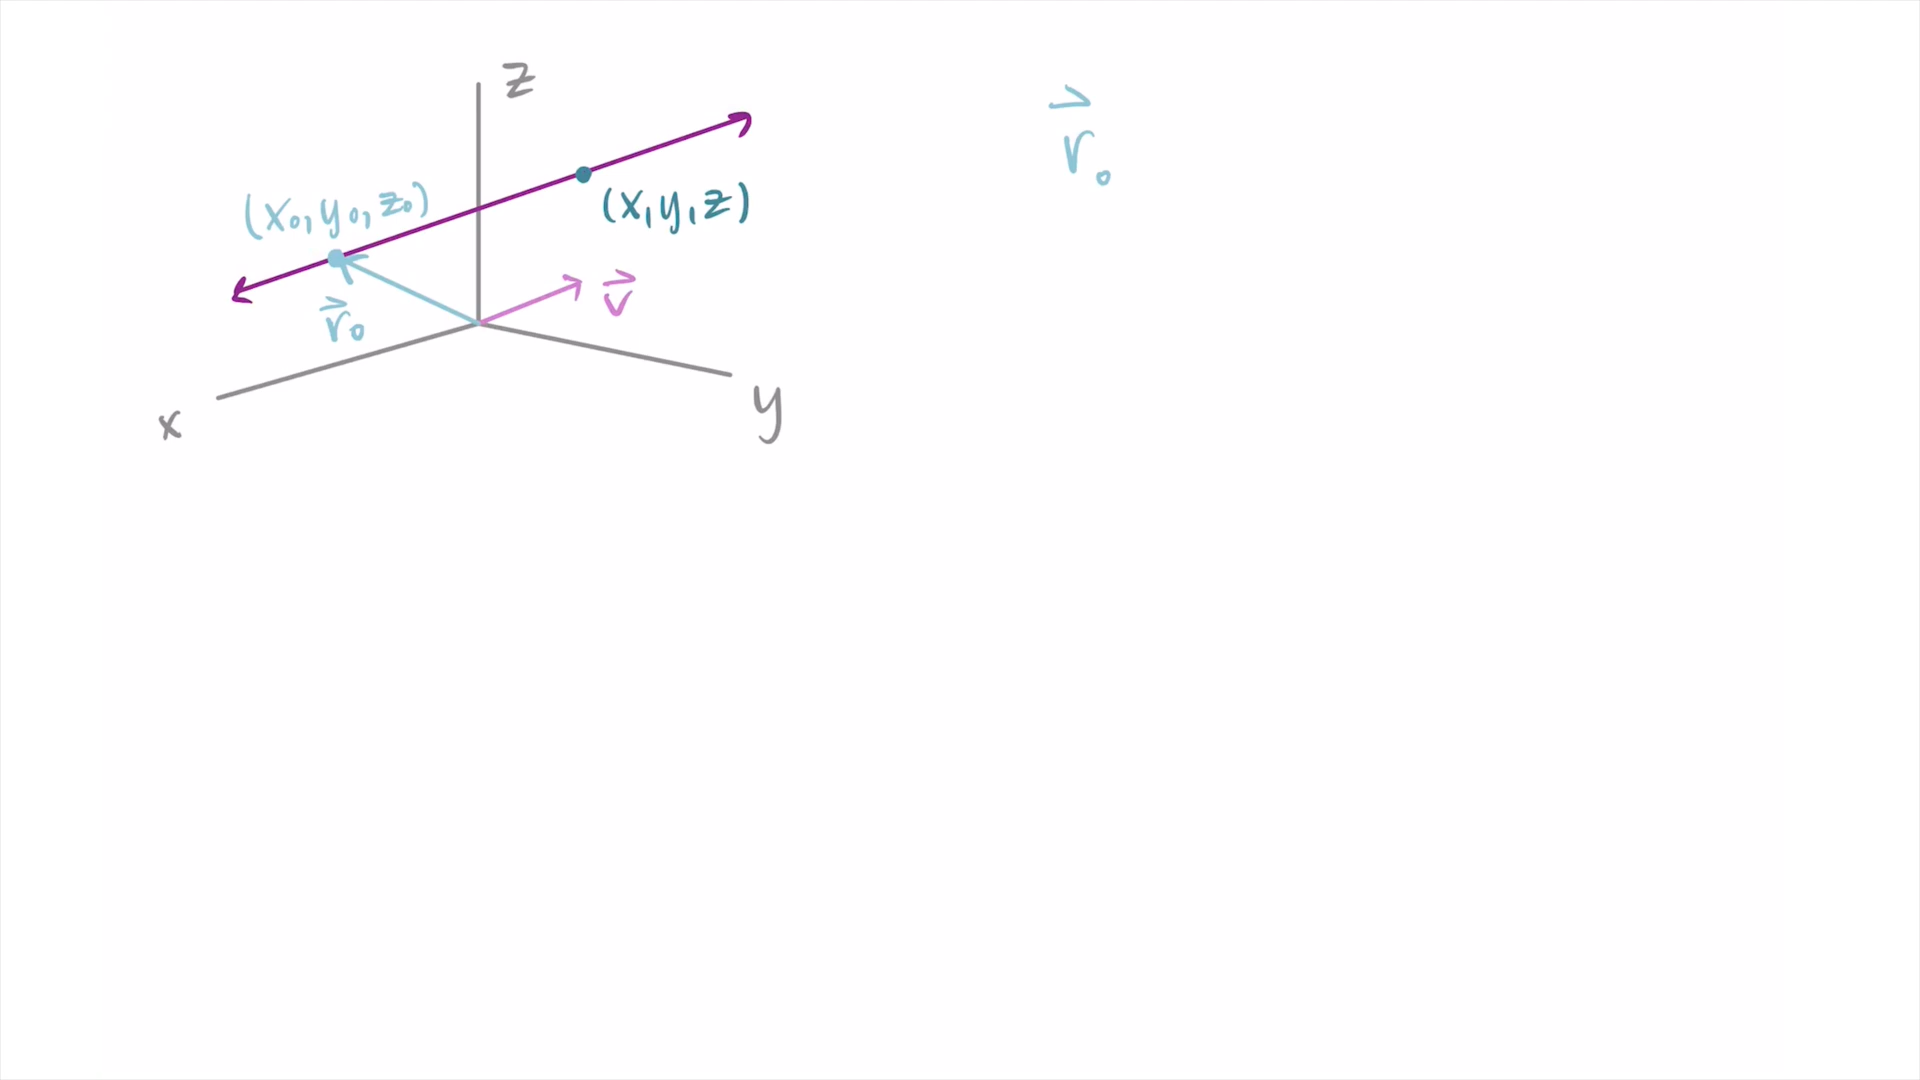 z
(x₀, y₀, z₀)
(x, y, z)
r⃗₀
v⃗
x
y
r⃗₀